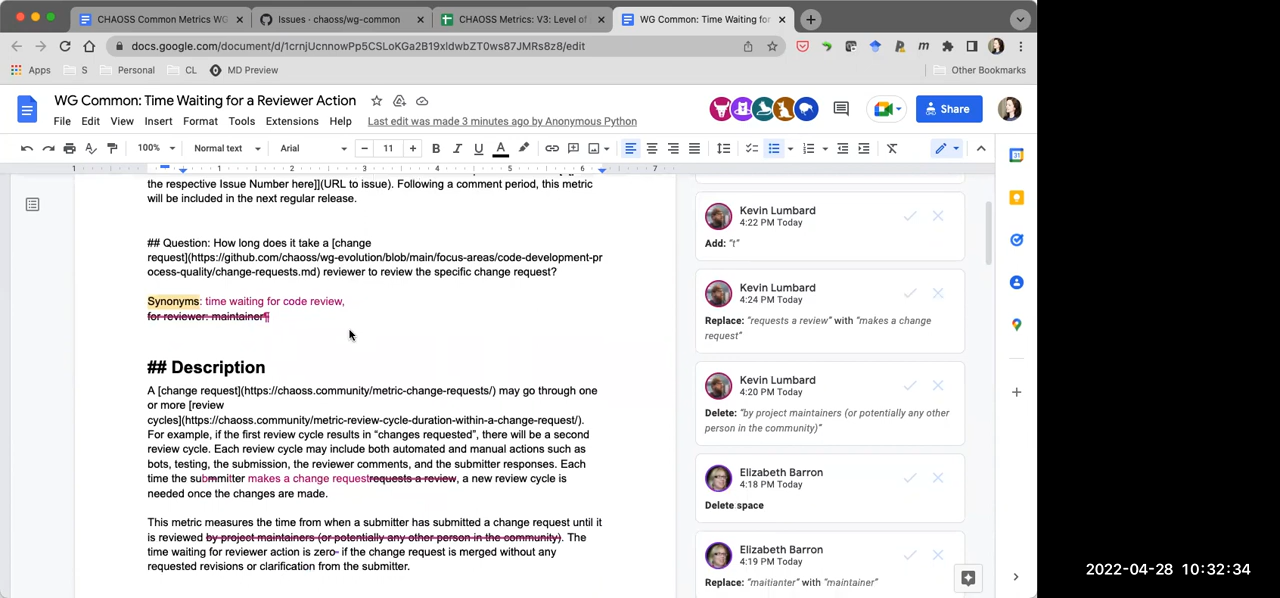 CHAOSS Common Metrics WG
Issues · chaoss/wg-common
CHAOSS Metrics: V3: Level of
WG Common: Time Waiting for
docs.google.com/document/d/1crnjUcnnowPp5CSLoKGa2B19xldwbZT0ws87JMRs8z8/edit
Apps
S
Personal
CL
MD Preview
Other Bookmarks
WG Common: Time Waiting for a Reviewer Action
File Edit View Insert Format Tools Extensions Help
Last edit was made 3 minutes ago by Anonymous Python
Share
100%
Normal text
Arial
11
1 1 2 3 4 5 6 7
the respective Issue Number here]](URL to issue). Following a comment period, this metric
will be included in the next regular release.
## Question: How long does it take a [change
request](https://github.com/chaoss/wg-evolution/blob/main/focus-areas/code-development-pr
ocess-quality/change-requests.md) reviewer to review the specific change request?
Synonyms: time waiting for code review,
for reviewer: maintainer¶
## Description
A [change request](https://chaoss.community/metric-change-requests/) may go through one
or more [review
cycles](https://chaoss.community/metric-review-cycle-duration-within-a-change-request/).
For example, if the first review cycle results in “changes requested”, there will be a second
review cycle. Each review cycle may include both automated and manual actions such as
bots, testing, the submission, the reviewer comments, and the submitter responses. Each
time the submmitter makes a change requestrequests a review, a new review cycle is
needed once the changes are made.
This metric measures the time from when a submitter has submitted a change request until it
is reviewed by project maintainers (or potentially any other person in the community). The
time waiting for reviewer action is zero- if the change request is merged without any
requested revisions or clarification from the submitter.
Kevin Lumbard
4:22 PM Today
Add: “t”
Kevin Lumbard
4:24 PM Today
Replace: “requests a review” with “makes a change
request”
Kevin Lumbard
4:20 PM Today
Delete: “by project maintainers (or potentially any other
person in the community)”
Elizabeth Barron
4:18 PM Today
Delete space
Elizabeth Barron
4:19 PM Today
Replace: “maitianter” with “maintainer”
2022-04-28 10:32:34